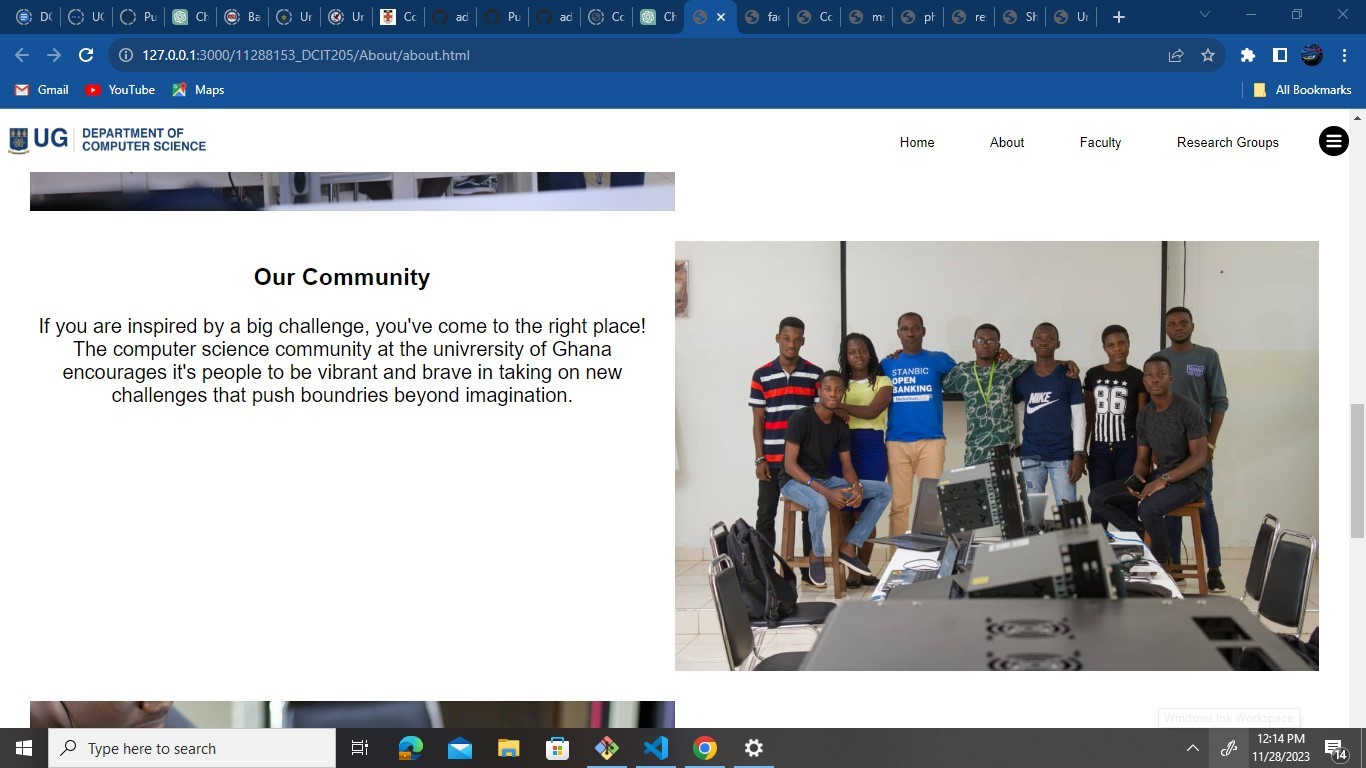 DC
UG
Pu
Ch
Ba
Ur
Ur
Cc
ad
Pu
ad
Cc
Ch
fac
Cc
ms
ph
re
Sh
Ur
127.0.0.1:3000/11288153_DCIT205/About/about.html
Gmail
YouTube
Maps
All Bookmarks
UG DEPARTMENT OF
COMPUTER SCIENCE
Home
About
Faculty
Research Groups
Our Community
If you are inspired by a big challenge, you've come to the right place!
The computer science community at the univrersity of Ghana
encourages it's people to be vibrant and brave in taking on new
challenges that push boundries beyond imagination.
STANBIC
OPEN
BANKING
Hackathon
NIKE
86
Windows Ink Workspace
Type here to search
12:14 PM
11/28/2023
14